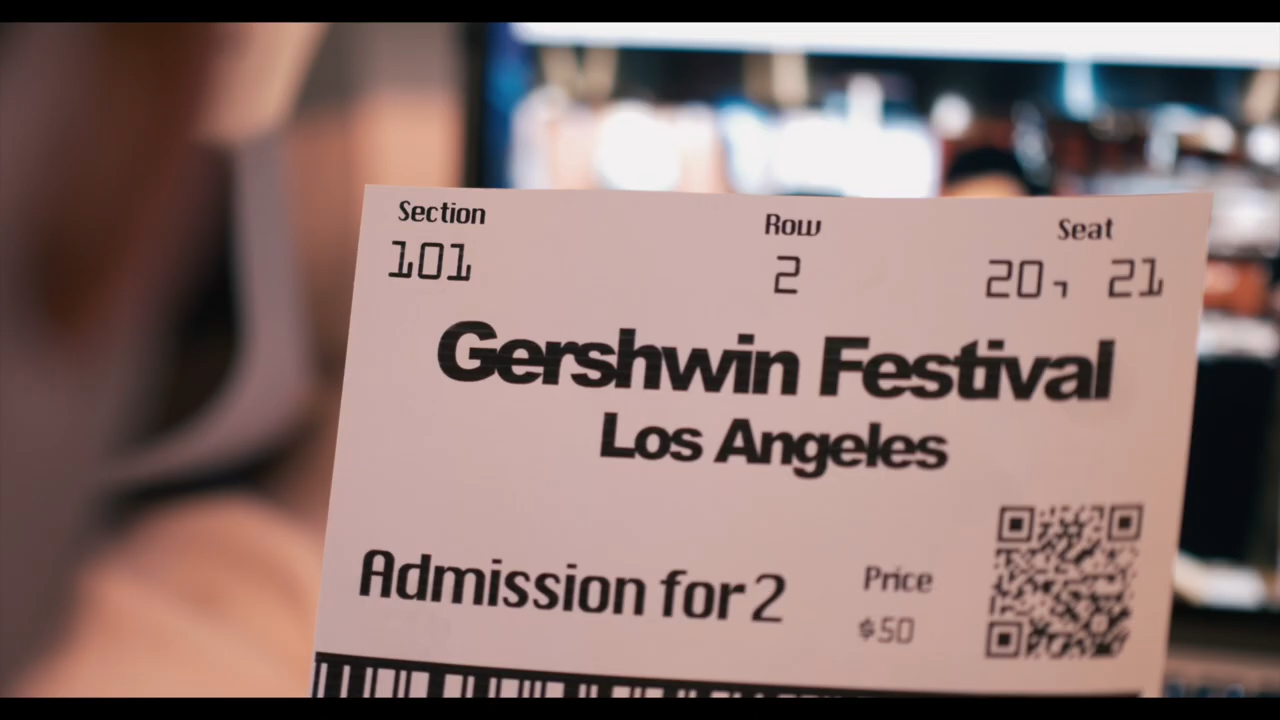 Section Row Seat
101 2 20, 21
Gershwin Festival
Los Angeles
Admission for 2
Price
$50